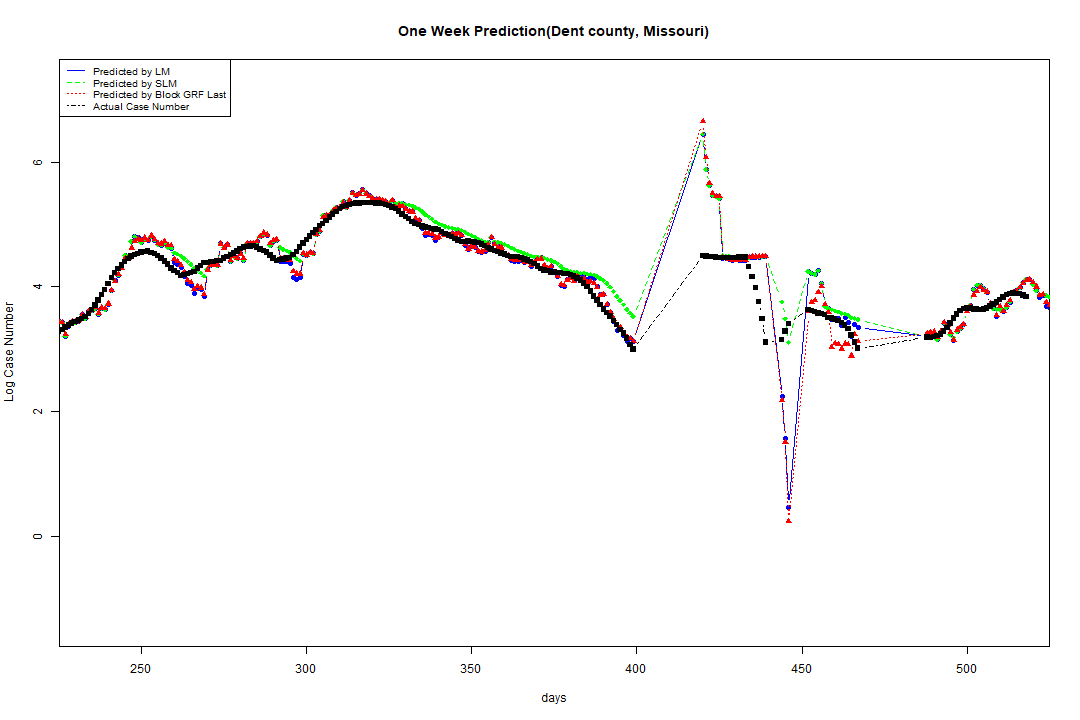 One Week Prediction(Dent county, Missouri)
Predicted by LM
Predicted by SLM
Predicted by Block GRF Last
Actual Case Number
6
4
2
0
Log Case Number
250 300 350 400 450 500
days